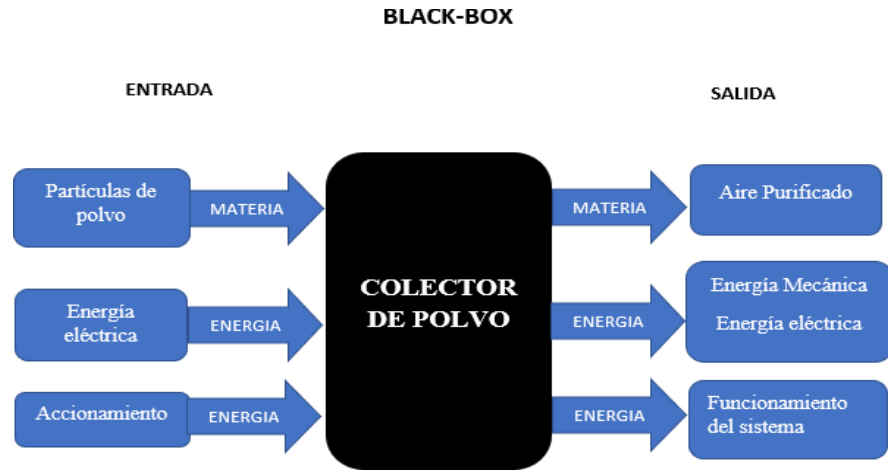 BLACK-BOX
ENTRADA
SALIDA
Partículas de
polvo
MATERIA
MATERIA
Aire Purificado
COLECTOR
DE POLVO
Energía
eléctrica
ENERGIA
ENERGIA
Energía Mecánica
Energía eléctrica
Accionamiento
ENERGIA
ENERGIA
Funcionamiento
del sistema